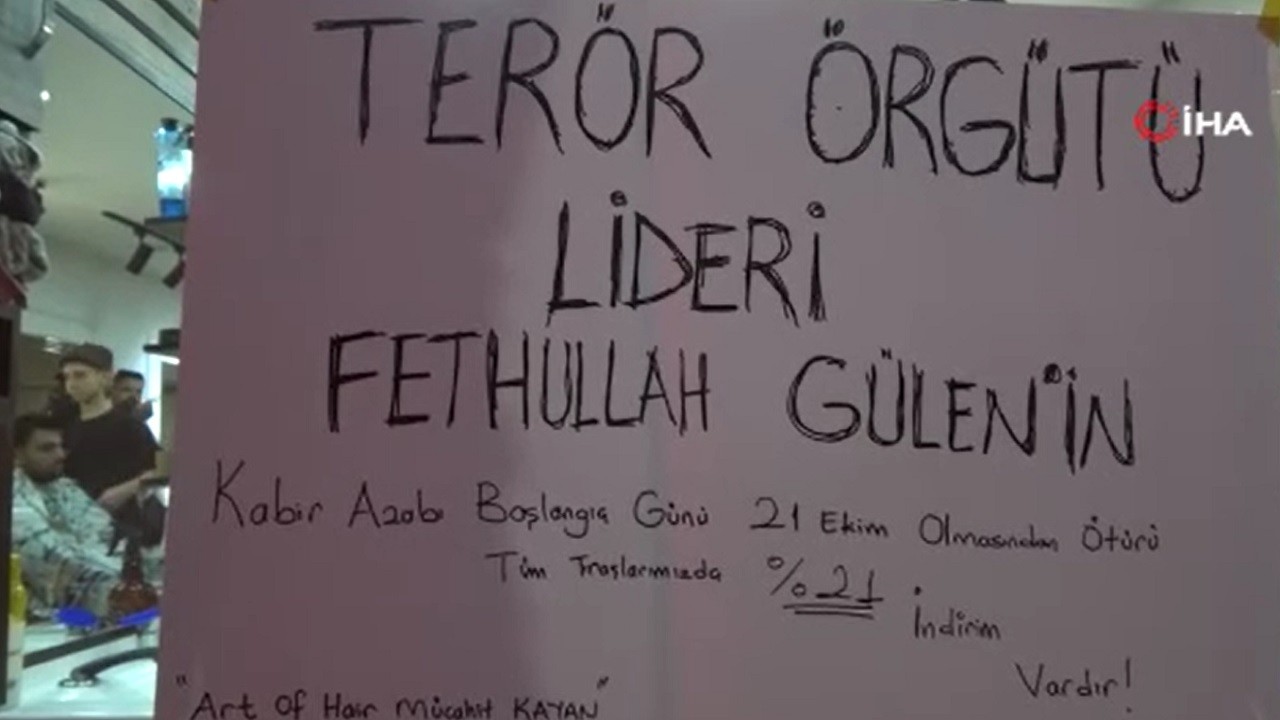 TERÖR ÖRGÜTÜ
İHA
LİDERİ
FETHULLAH GÜLEN'İN
Kabir Azabı Başlangıç Günü 21 Ekim Olmasından Ötürü
Tüm Traşlarımızda %21 İndirim
Vardır!
"Art Of Hair Mücahit KAYAN"